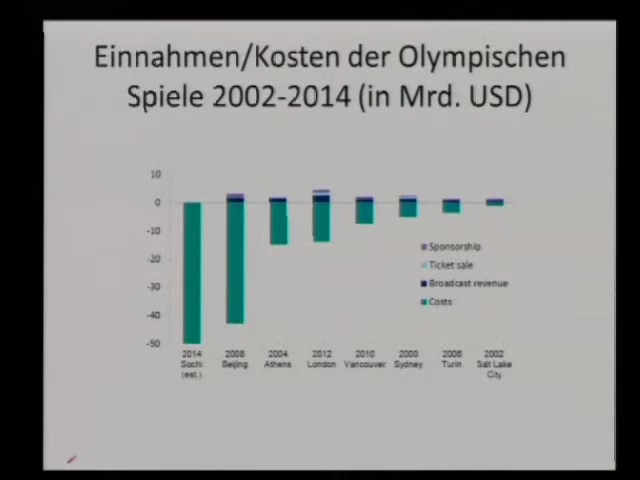 Einnahmen/Kosten der Olympischen
Spiele 2002-2014 (in Mrd. USD)
10
0
-10
-20
-30
-40
-50
Sponsorship
Ticket sale
Broadcast revenue
Costs
2014 2008 2004 2012 2010 2000 2006 2002
Sochi Beijing Athens London Vancouver Sydney Turin Salt Lake
(est.) City